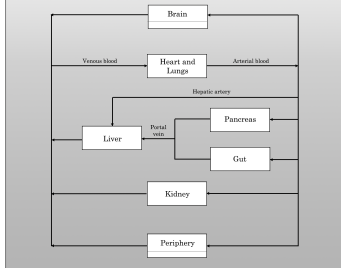 Brain
Venous blood
Heart and
Lungs
Arterial blood
Hepatic artery
Pancreas
Portal
vein
Liver
Gut
Kidney
Periphery